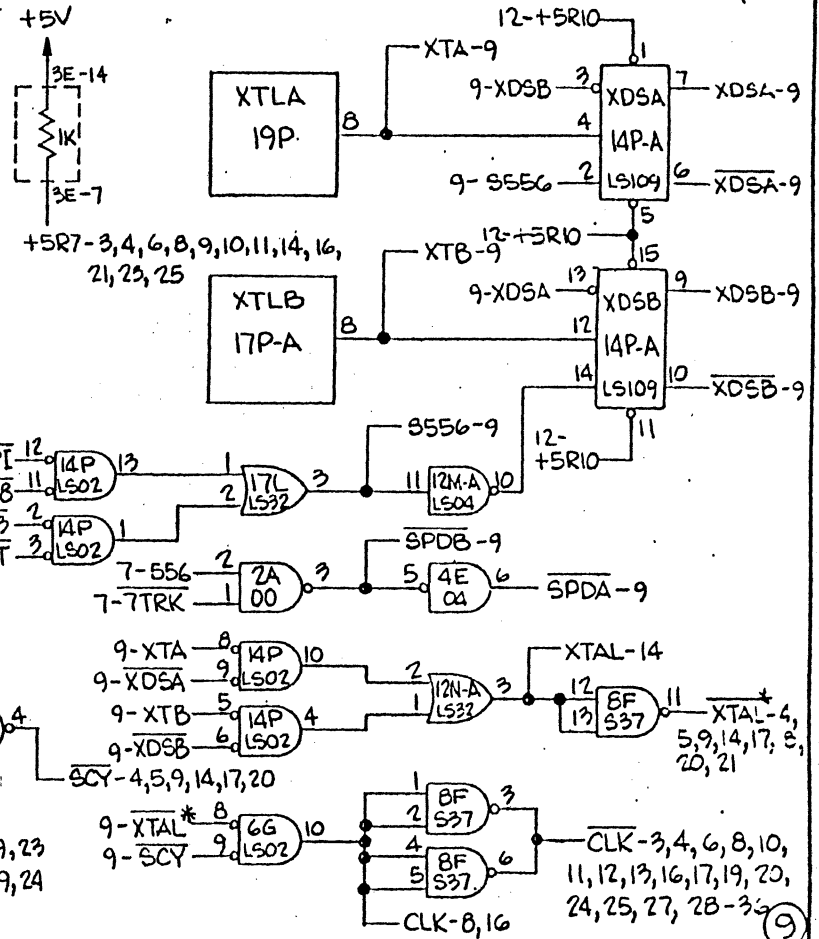 +5V
3E-14
1K
3E-7
+5R7-3,4,6,8,9,10,11,14,16,
21,23,25
XTLA
19P
8
XTA-9
12-+5R10
1
9-XDSB
3
XDSA
7
XDSA-9
4
14P-A
9-S556
2
LS109
6
XDSA-9
5
XTLB
17P-A
8
XTB-9
12-+5R10
15
9-XDSA
13
XDSB
9
XDSB-9
12
14P-A
14
LS109
10
XDSB-9
12-
+5R10
11
12
14P
LS02
13
11
2
14P
LS02
1
3
1
2
17L
LS32
3
S556-9
11
12M-A
LS04
10
7-556
2
7-7TRK
1
2A
00
3
SPDB-9
5
4E
04
6
SPDA-9
9-XTA
8
9-XDSA
9
14P
LS02
10
9-XTB
5
9-XDSB
6
14P
LS02
4
2
1
12N-A
LS32
3
XTAL-14
12
13
8F
S37
11
XTAL*-4,
5,9,14,17,8,
20,21
4
SCY-4,5,9,14,17,20
9,23
9,24
9-XTAL*
8
9-SCY
9
6G
LS02
10
1
2
8F
S37
3
4
5
8F
S37
6
CLK-3,4,6,8,10,
11,12,13,16,17,19,20,
24,25,27,28-36
CLK-8,16
9